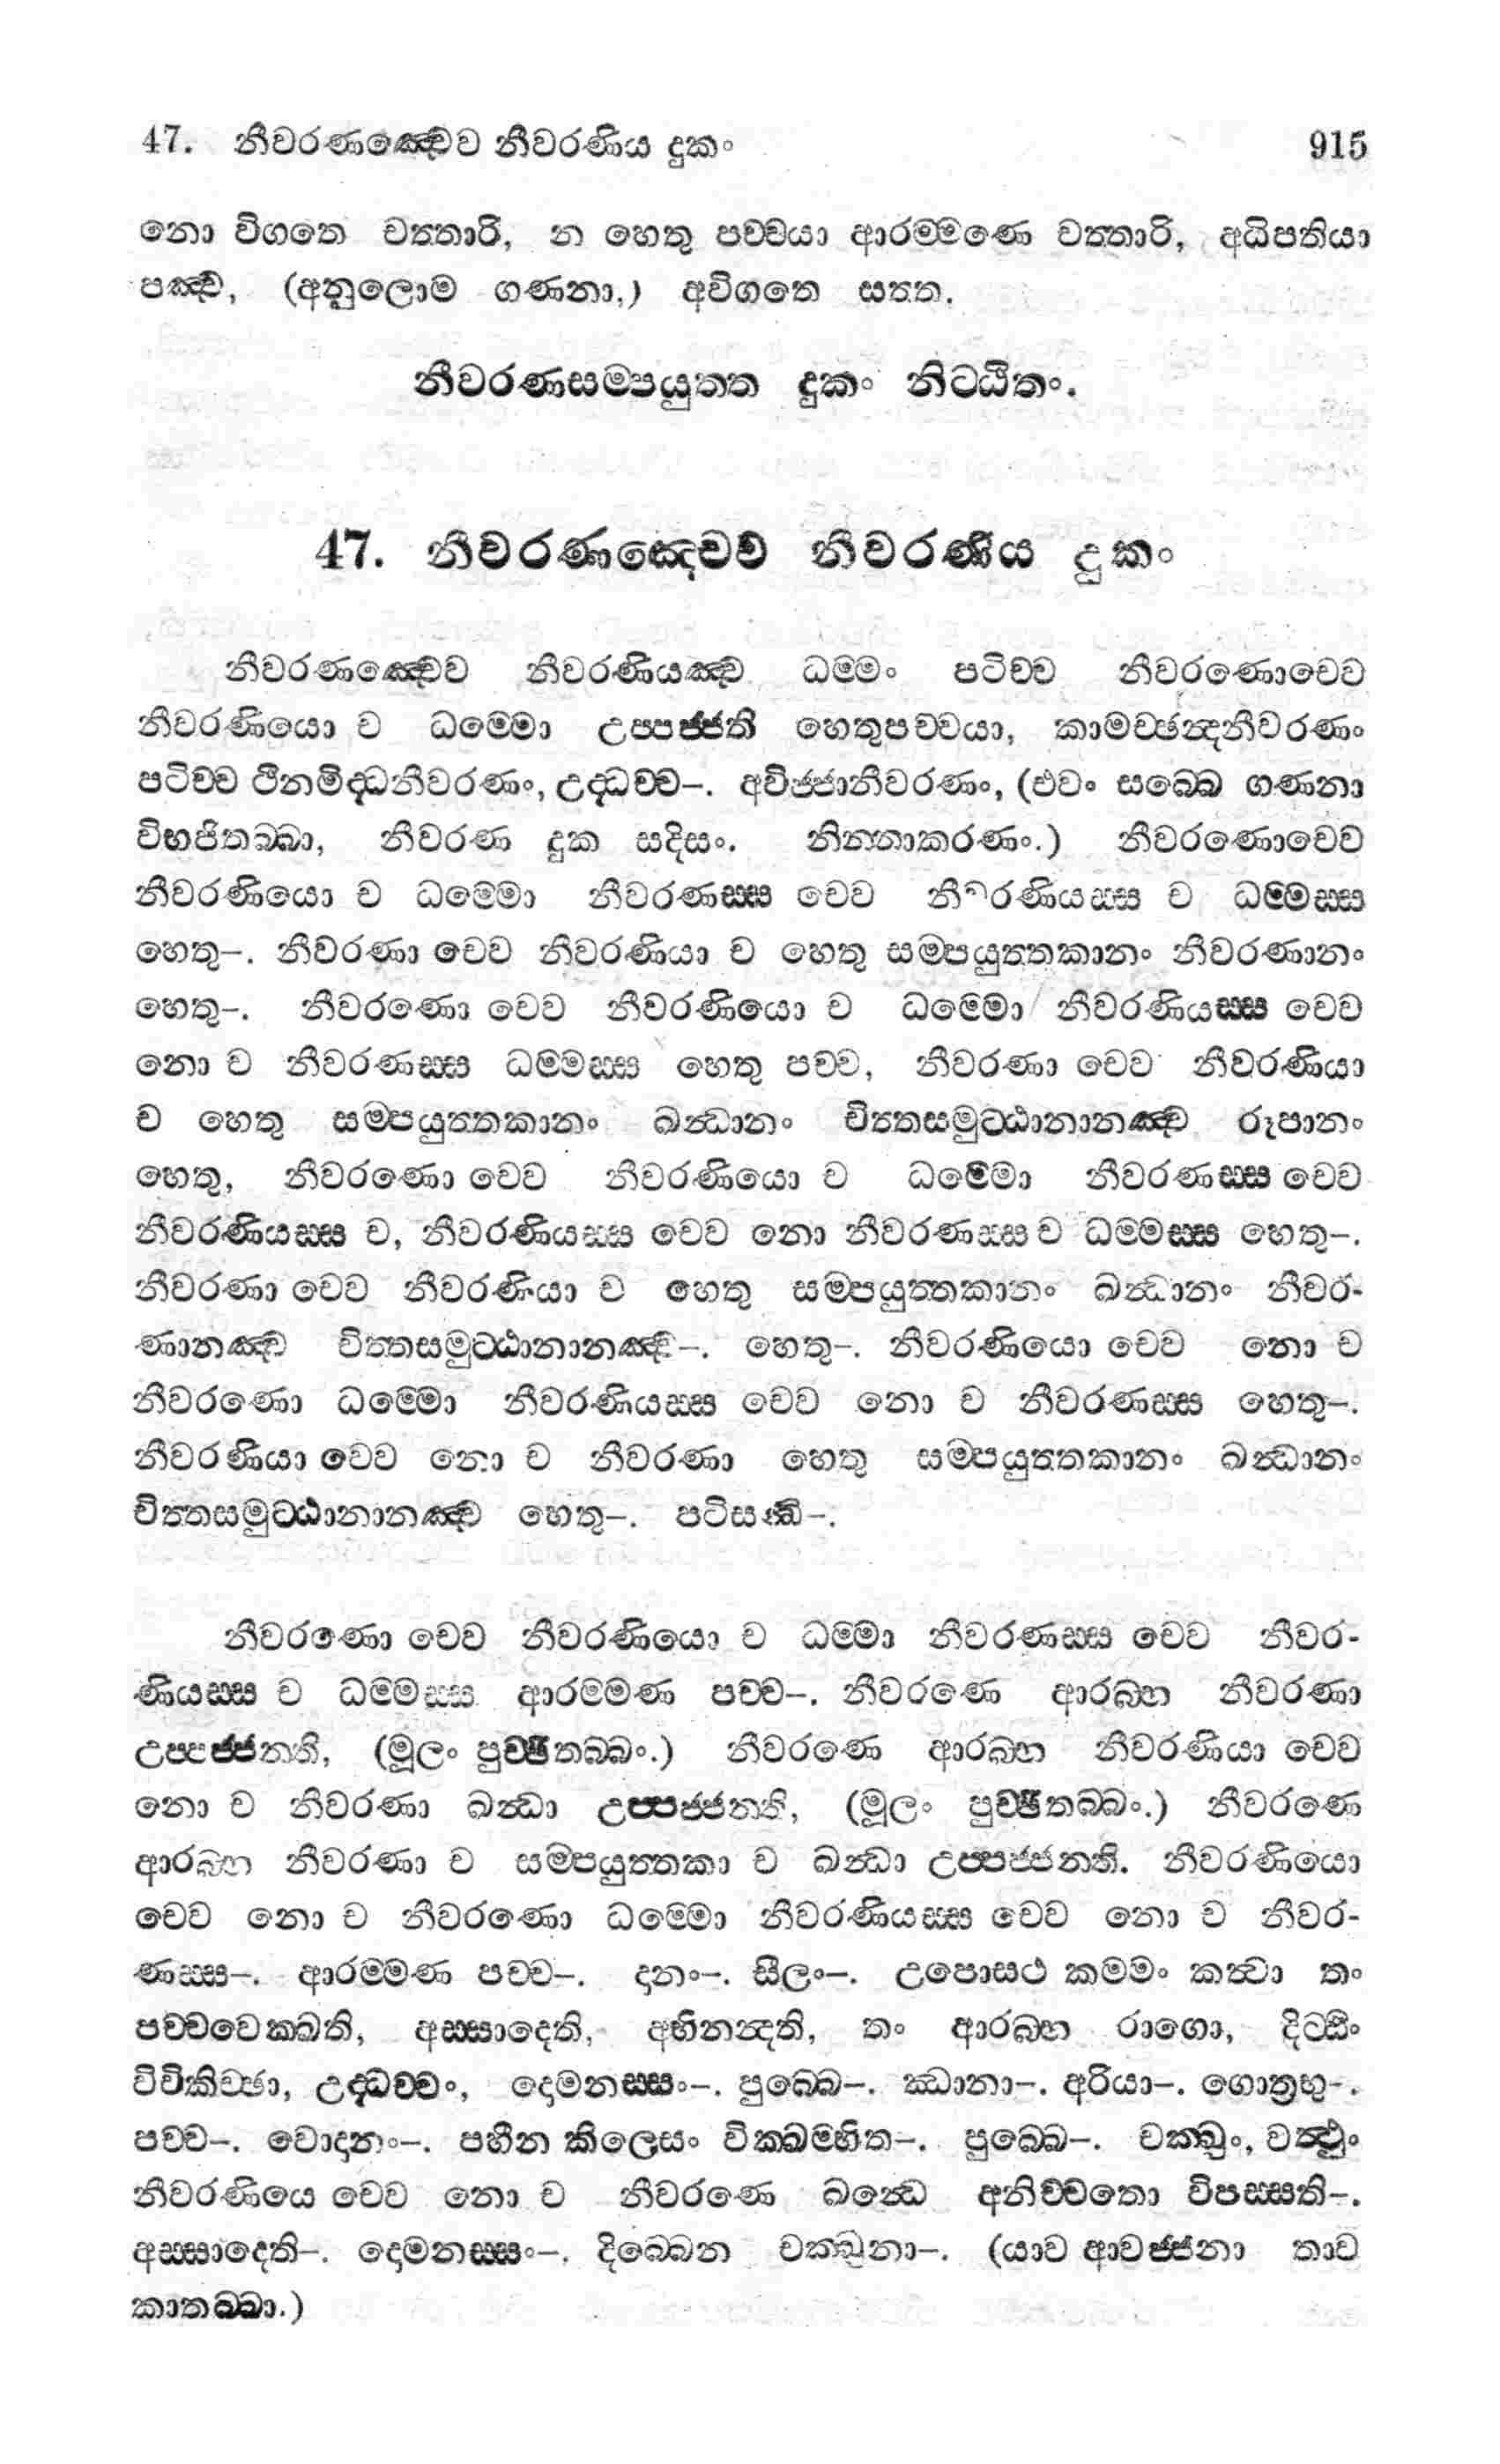 47. නීවරණඤ්චෙව නීවරණිය දුකං 915
නො විගතෙ චත්තාරි, න හෙතු පච්චයා ආරම්මණෙ චත්තාරි, අධිපතියා
පඤ්ච, (අනුලොම ගණනා,) අවිගතෙ සත්ත.
නීවරණසම්පයුත්ත දුකං නිට්ඨිතං.
47. නීවරණඤ්චෙව නීවරණිය දුකං
නීවරණඤ්චෙව නීවරණියඤ්ච ධම්මං පටිච්ච නීවරණොචෙව
නීවරණියො ච ධම්මො උප්පජ්ජති හෙතුපච්චයා, කාමච්ඡන්දනීවරණං
පටිච්ච ථිනමිද්ධනීවරණං, උද්ධච්ච–. අවිජ්ජානීවරණං, (එවං සබ්බෙ ගණනා
විභජිතබ්බා, නීවරණ දුක සදිසං. නින්නාකරණං.) නීවරණොචෙව
නීවරණියො ච ධම්මො නීවරණස්ස චෙව නීවරණියස්ස ච ධම්මස්ස
හෙතු–. නීවරණා චෙව නීවරණියා ච හෙතු සම්පයුත්තකානං නීවරණානං
හෙතු–. නීවරණො චෙව නීවරණියො ච ධම්මො නීවරණියස්ස චෙව
නො ච නීවරණස්ස ධම්මස්ස හෙතු පච්ච, නීවරණා චෙව නීවරණියා
ච හෙතු සම්පයුත්තකානං ඛන්ධානං චිත්තසමුට්ඨානානඤ්ච රූපානං
හෙතු, නීවරණො චෙව නීවරණියො ච ධම්මො නීවරණස්ස චෙව
නීවරණියස්ස ච, නීවරණියස්ස චෙව නො නීවරණස්ස ච ධම්මස්ස හෙතු–.
නීවරණා චෙව නීවරණියා ච හෙතු සම්පයුත්තකානං ඛන්ධානං නීවර-
ණානඤ්ච චිත්තසමුට්ඨානානඤ්ච–. හෙතු–. නීවරණියො චෙව නො ච
නීවරණො ධම්මො නීවරණියස්ස චෙව නො ච නීවරණස්ස හෙතු–.
නීවරණියා චෙව නො ච නීවරණා හෙතු සම්පයුත්තකානං ඛන්ධානං
චිත්තසමුට්ඨානානඤ්ච හෙතු–. පටිසන්ධි–.
නීවරණො චෙව නීවරණියො ච ධම්මා නීවරණස්ස චෙව නීවර-
ණියස්ස ච ධම්මස්ස ආරම්මණ පච්ච–. නීවරණෙ ආරබ්භ නීවරණා
උප්පජ්ජන්ති, (මූලං පුච්ඡිතබ්බං.) නීවරණෙ ආරබ්භ නීවරණියා චෙව
නො ච නීවරණා ඛන්ධා උප්පජ්ජන්ති, (මූලං පුච්ඡිතබ්බං.) නීවරණෙ
ආරබ්භ නීවරණා ච සම්පයුත්තකා ච ඛන්ධා උප්පජ්ජන්ති. නීවරණියො
චෙව නො ච නීවරණො ධම්මො නීවරණියස්ස චෙව නො ච නීවර-
ණස්ස–. ආරම්මණ පච්ච–. දානං–. සීලං–. උපොසථ කම්මං කත්වා තං
පච්චවෙක්ඛති, අස්සාදෙති, අභිනන්දති, තං ආරබ්භ රාගො, දිට්ඨිං
විචිකිච්ඡා, උද්ධච්චං, දොමනස්සං–. පුබ්බෙ–. ඣානා–. අරියා–. ගොත්‍රභු–.
පච්ච–. වොදානං–. පහීන කිලෙසං වික්ඛම්භිත–. පුබ්බෙ–. චක්ඛුං, වත්ථුං
නීවරණියෙ චෙව නො ච නීවරණෙ ඛන්ධෙ අනිච්චතො විපස්සති–.
අස්සාදෙති–. දොමනස්සං–. දිබ්බෙන චක්ඛුනා–. (යාව ආවජ්ජනා තාව
කාතබ්බා.)